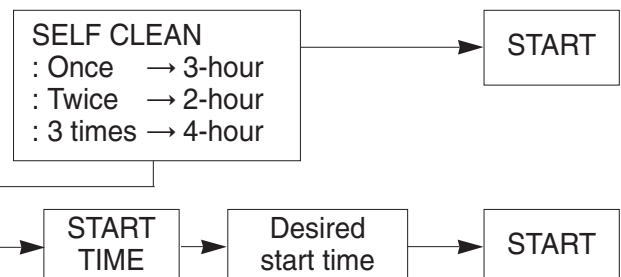 SELF CLEAN
: Once → 3-hour
: Twice → 2-hour
: 3 times → 4-hour
START
START
TIME
Desired
start time
START